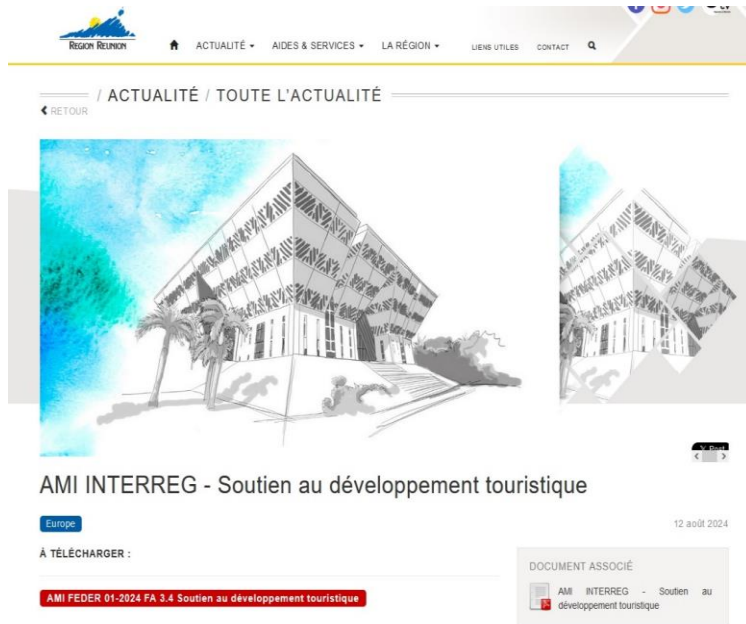 REGION REUNION
ACTUALITÉ
AIDES & SERVICES
LA RÉGION
LIENS UTILES
CONTACT
/ ACTUALITÉ / TOUTE L'ACTUALITÉ
RETOUR
Post
AMI INTERREG - Soutien au développement touristique
Europe
12 août 2024
À TÉLÉCHARGER :
AMI FEDER 01-2024 FA 3.4 Soutien au développement touristique
DOCUMENT ASSOCIÉ
AMI INTERREG - Soutien au
développement touristique